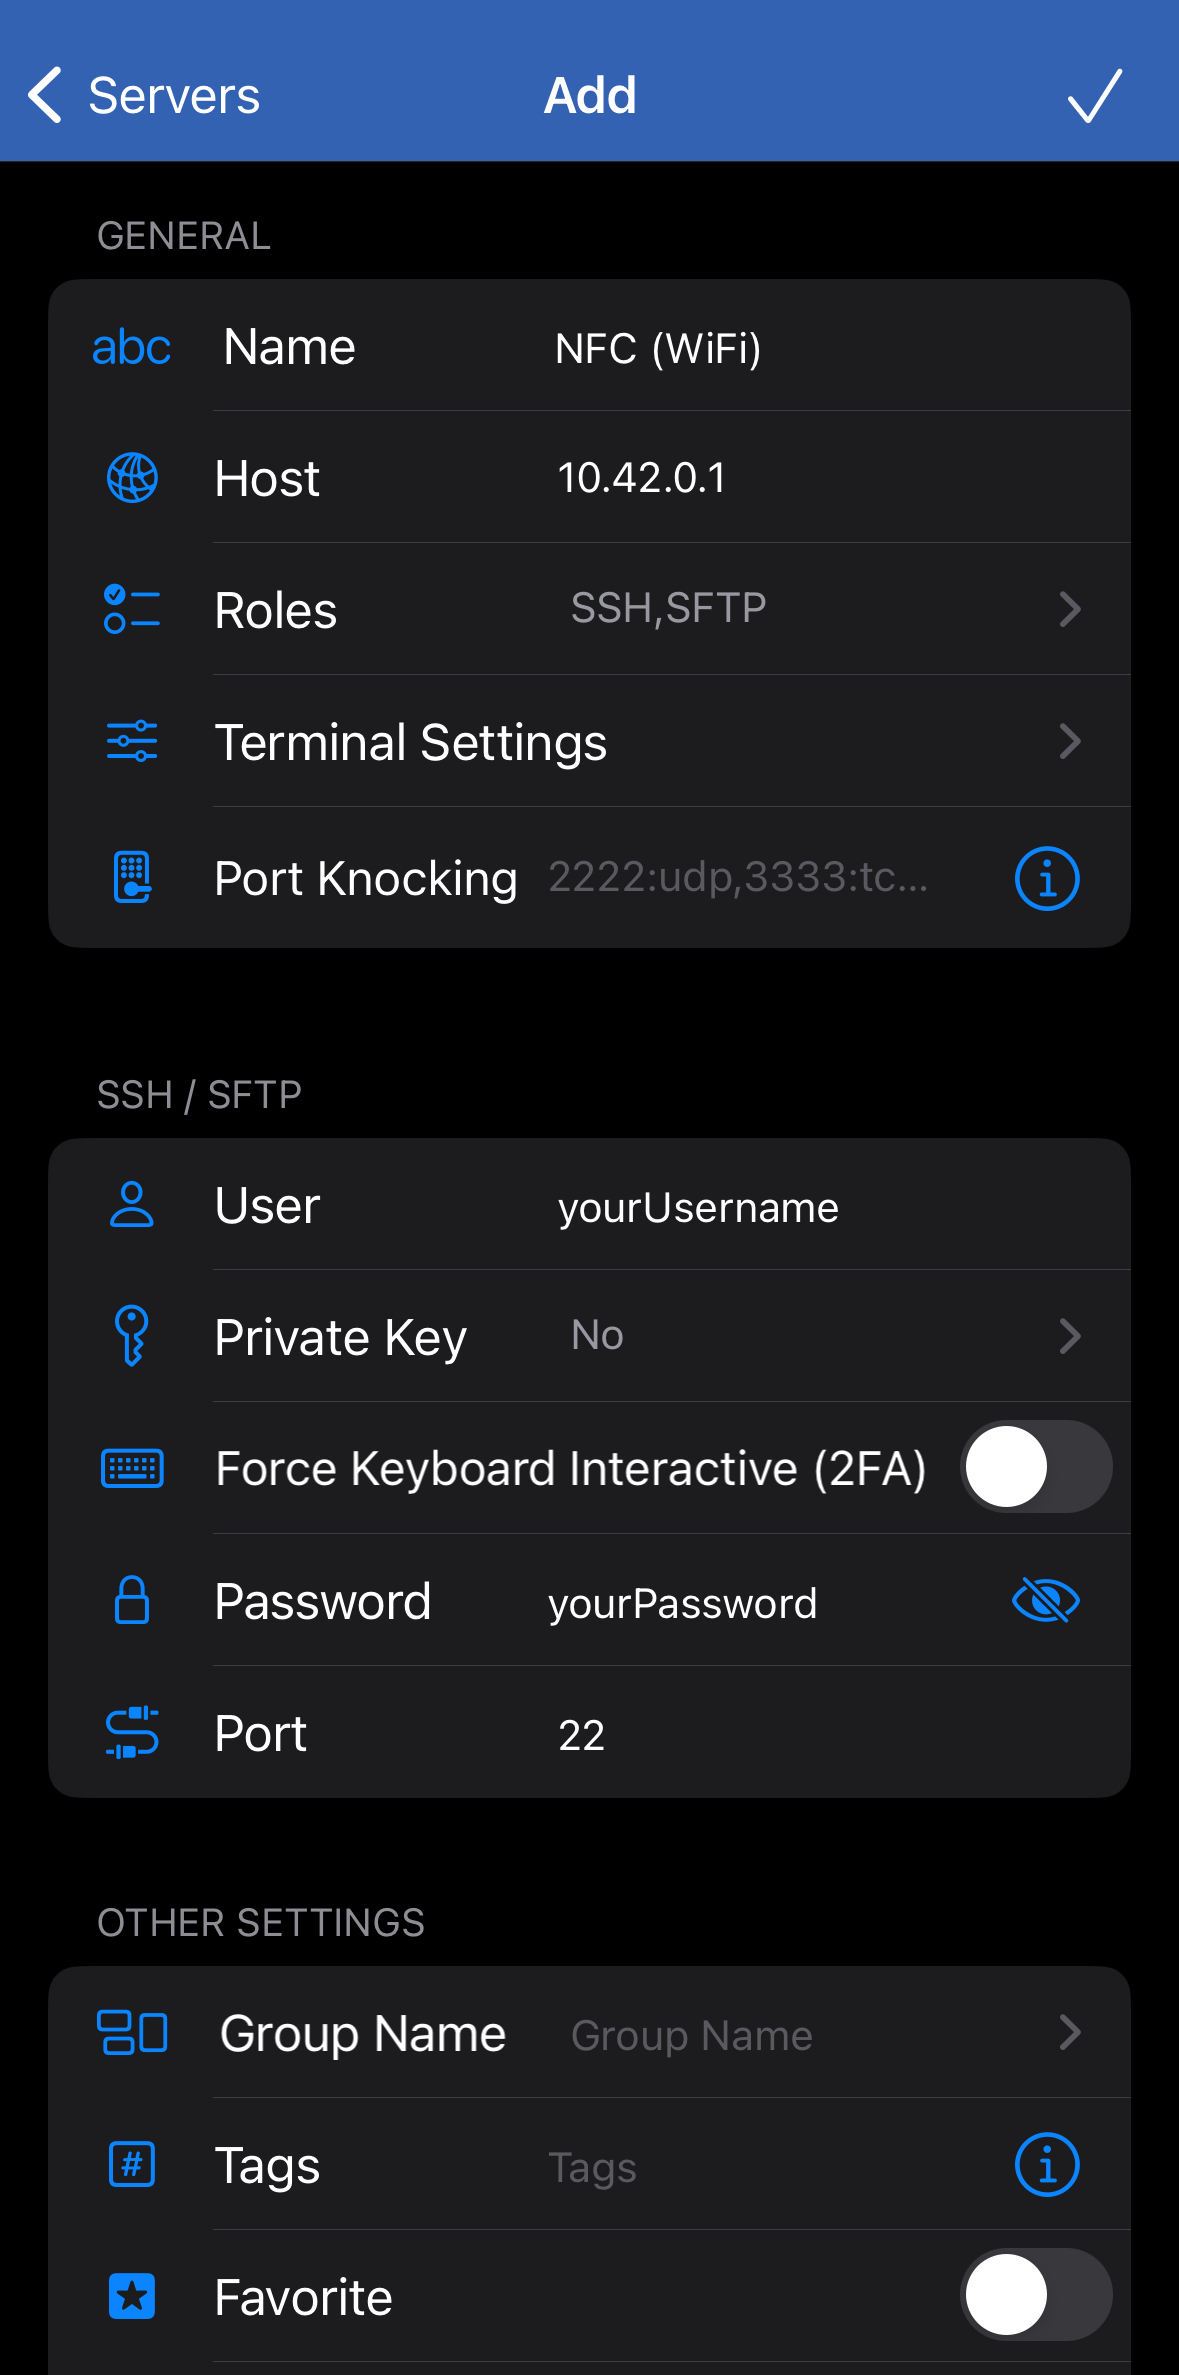 Servers Add
GENERAL
abc Name NFC (WiFi)
Host 10.42.0.1
Roles SSH,SFTP
Terminal Settings
Port Knocking 2222:udp,3333:tc...
SSH / SFTP
User yourUsername
Private Key No
Force Keyboard Interactive (2FA)
Password yourPassword
Port 22
OTHER SETTINGS
Group Name Group Name
# Tags Tags
Favorite